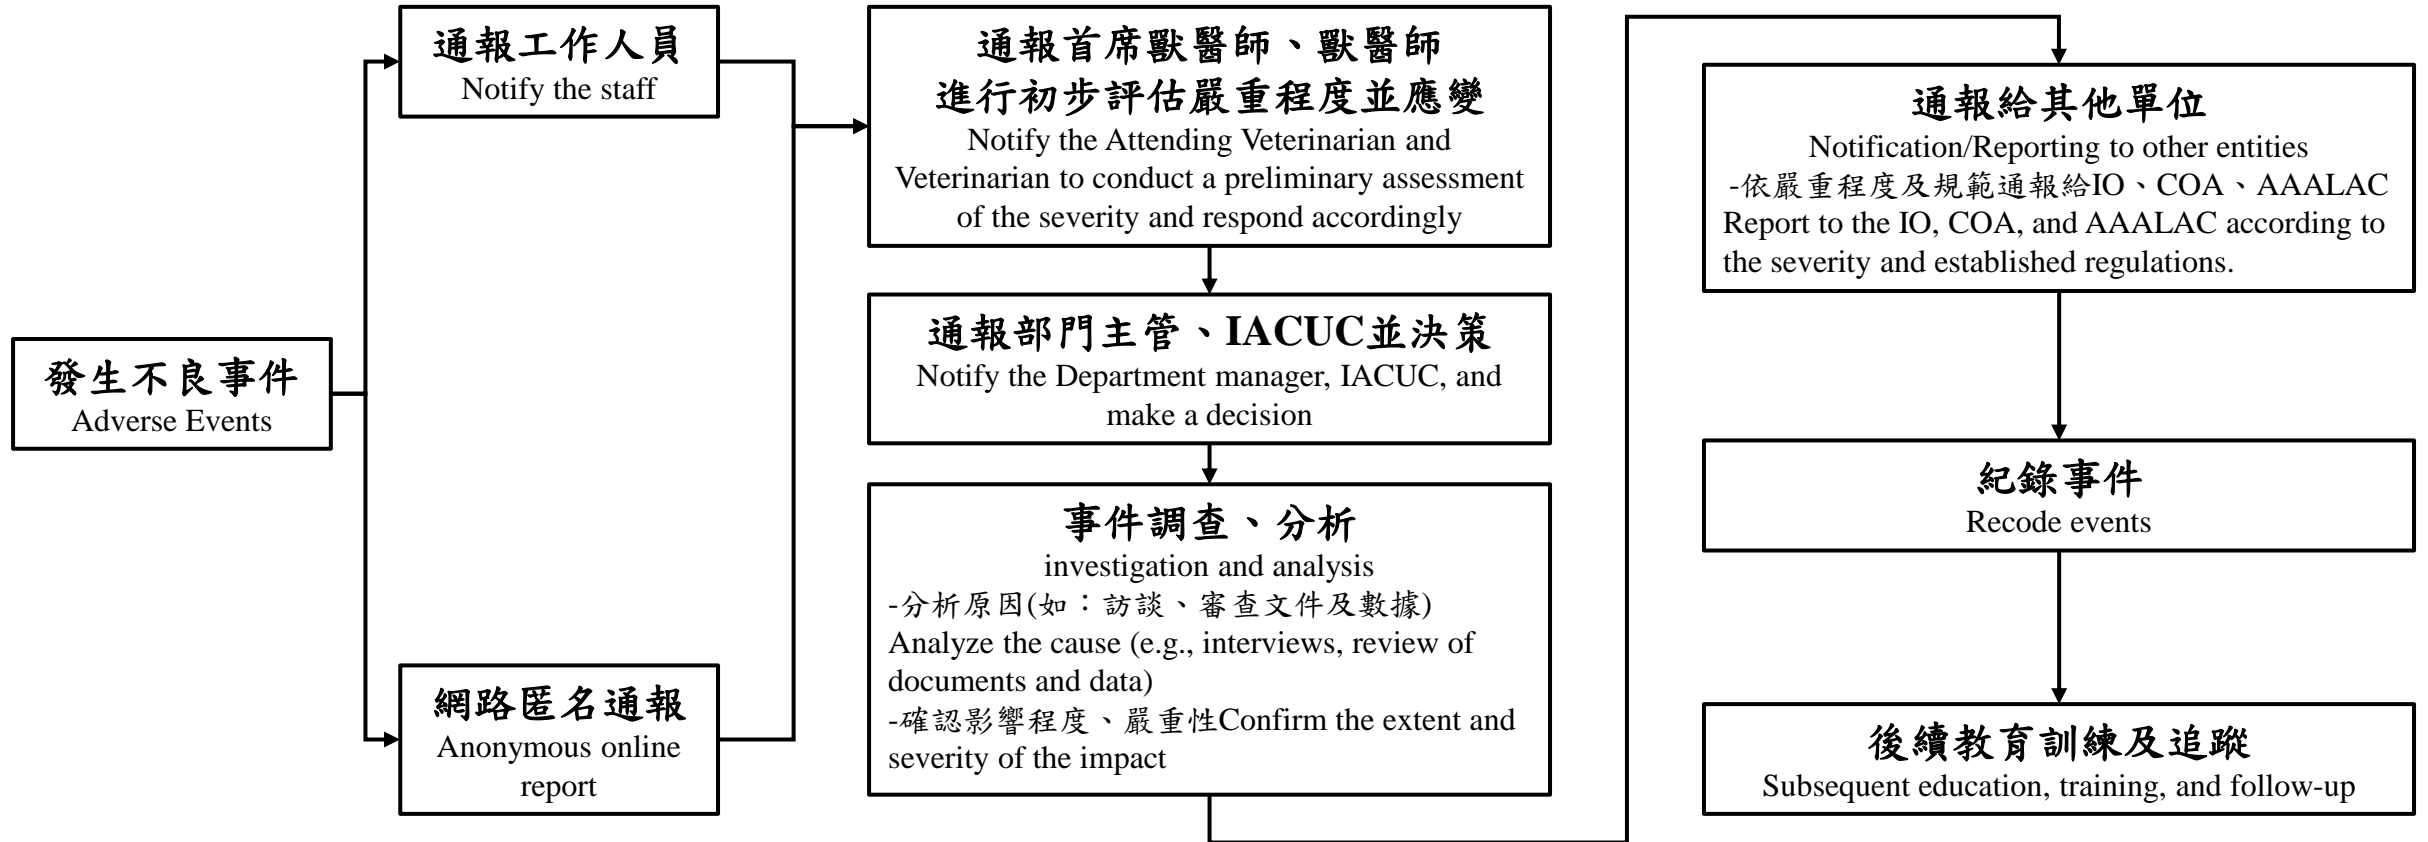 發生不良事件
Adverse Events
通報工作人員
Notify the staff
網路匿名通報
Anonymous online
report
通報首席獸醫師、獸醫師
進行初步評估嚴重程度並應變
Notify the Attending Veterinarian and
Veterinarian to conduct a preliminary assessment
of the severity and respond accordingly
通報部門主管、IACUC並決策
Notify the Department manager, IACUC, and
make a decision
事件調查、分析
investigation and analysis
-分析原因(如：訪談、審查文件及數據)
Analyze the cause (e.g., interviews, review of
documents and data)
-確認影響程度、嚴重性Confirm the extent and
severity of the impact
通報給其他單位
Notification/Reporting to other entities
-依嚴重程度及規範通報給IO、COA、AAALAC
Report to the IO, COA, and AAALAC according to
the severity and established regulations.
紀錄事件
Recode events
後續教育訓練及追蹤
Subsequent education, training, and follow-up